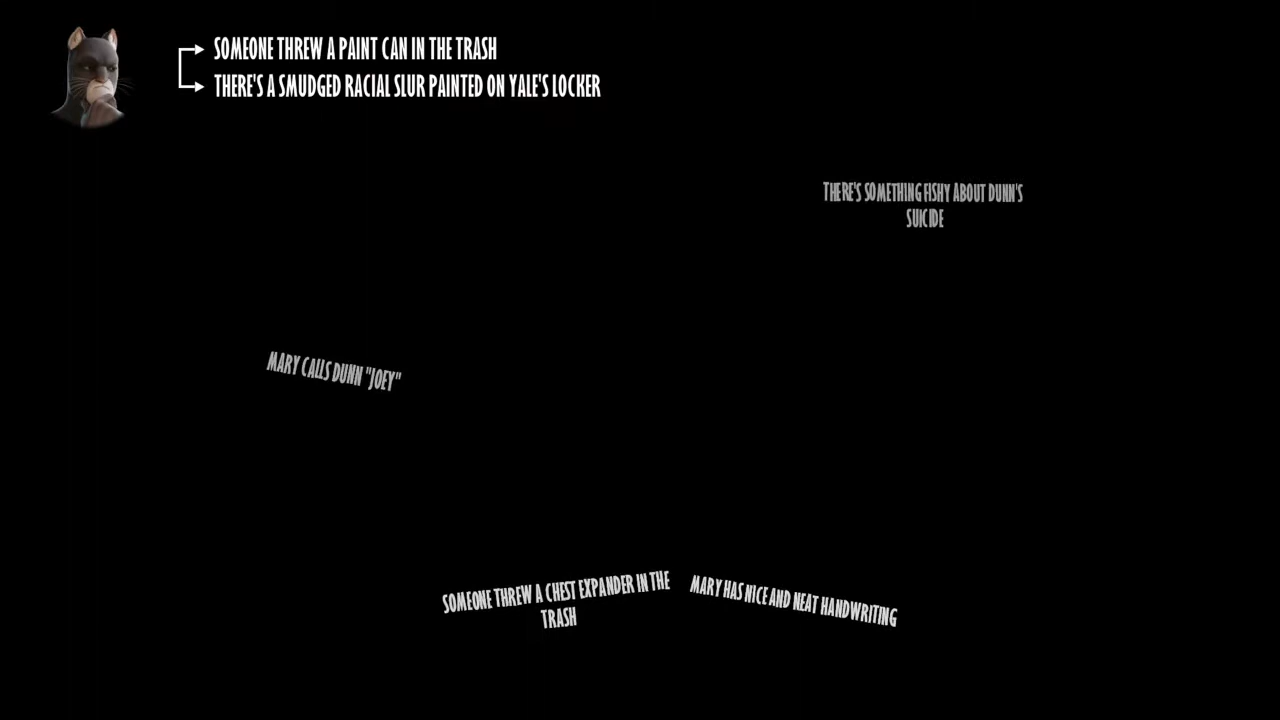 SOMEONE THREW A PAINT CAN IN THE TRASH
THERE'S A SMUDGED RACIAL SLUR PAINTED ON YALE'S LOCKER
THERE'S SOMETHING FISHY ABOUT DUNN'S
SUICIDE
MARY CALLS DUNN "JOEY"
SOMEONE THREW A CHEST EXPANDER IN THE
TRASH
MARY HAS NICE AND NEAT HANDWRITING